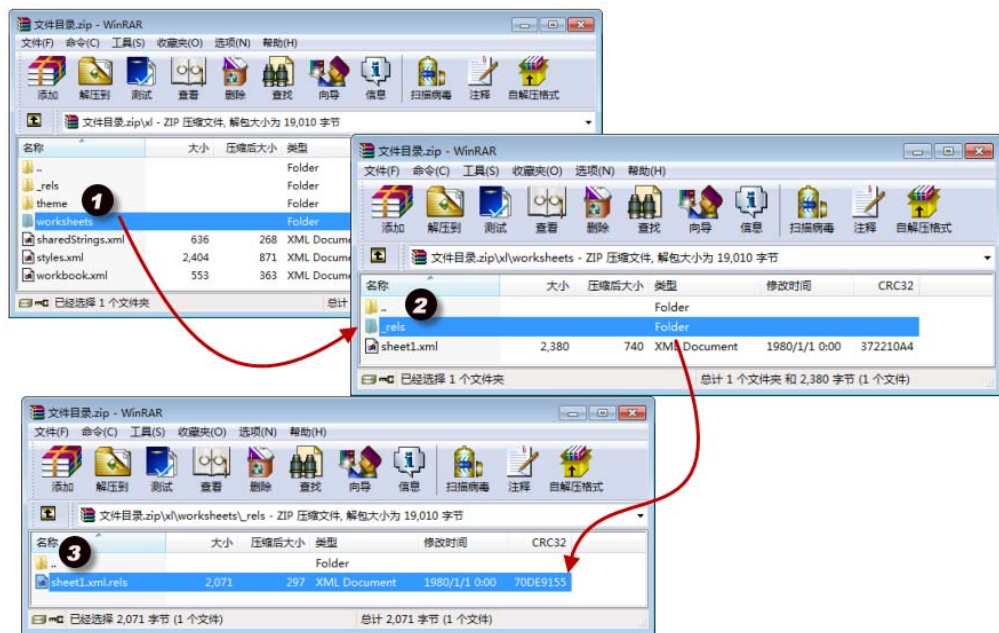 文件目录.zip - WinRAR
文件(F) 命令(C) 工具(S) 收藏夹(O) 选项(N) 帮助(H)
添加 解压到 测试 查看 删除 查找 向导 信息 扫描病毒 注释 自解压格式
文件目录.zip\xl - ZIP 压缩文件, 解包大小为 19,010 字节
名称 大小 压缩后大小 类型
.. Folder
_rels Folder
theme Folder
1
worksheets Folder
sharedStrings.xml 636 268 XML Docume
styles.xml 2,404 871 XML Docume
workbook.xml 553 363 XML Docume
已经选择 1 个文件夹 总计
文件目录.zip - WinRAR
文件(F) 命令(C) 工具(S) 收藏夹(O) 选项(N) 帮助(H)
添加 解压到 测试 查看 删除 查找 向导 信息 扫描病毒 注释 自解压格式
文件目录.zip\xl\worksheets - ZIP 压缩文件, 解包大小为 19,010 字节
名称 大小 压缩后大小 类型 修改时间 CRC32
2
.. Folder
_rels Folder
sheet1.xml 2,380 740 XML Document 1980/1/1 0:00 372210A4
已经选择 1 个文件夹 总计 1 个文件夹 和 2,380 字节 (1 个文件)
文件目录.zip - WinRAR
文件(F) 命令(C) 工具(S) 收藏夹(O) 选项(N) 帮助(H)
添加 解压到 测试 查看 删除 查找 向导 信息 扫描病毒 注释 自解压格式
文件目录.zip\xl\worksheets\_rels - ZIP 压缩文件, 解包大小为 19,010 字节
名称 大小 压缩后大小 类型 修改时间 CRC32
3
.. Folder
sheet1.xml.rels 2,071 297 XML Document 1980/1/1 0:00 70DE9155
已经选择 2,071 字节 (1 个文件) 总计 2,071 字节 (1 个文件)